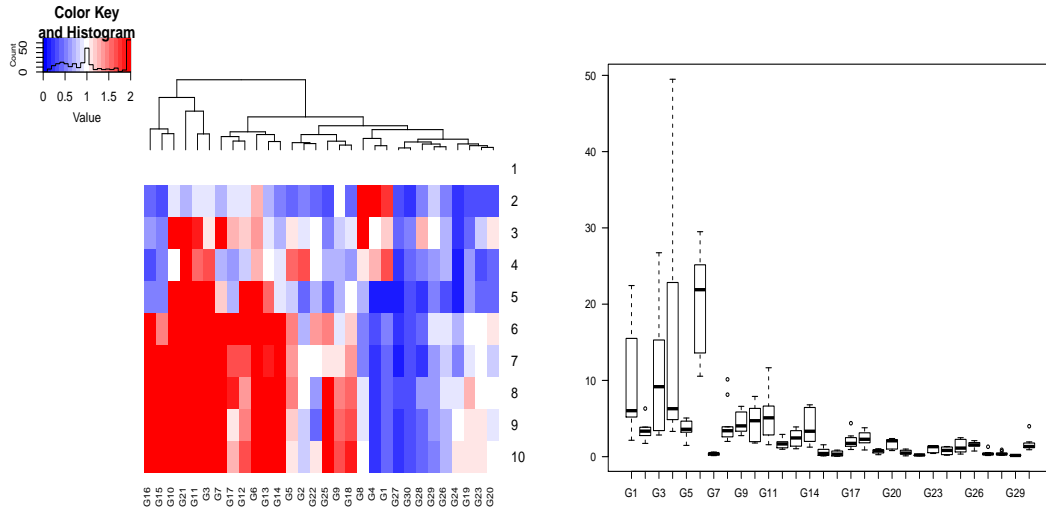 Color Key
and Histogram
Count
0 50
0 0.5 1 1.5 2
Value
1
2
3
4
5
6
7
8
9
10
G16 G15 G10 G21 G11 G3 G7 G17 G12 G6 G13 G14 G5 G2 G22 G25 G9 G18 G8 G4 G1 G27 G30 G28 G29 G26 G24 G19 G23 G20
50
40
30
20
10
0
G1 G3 G5 G7 G9 G11 G14 G17 G20 G23 G26 G29